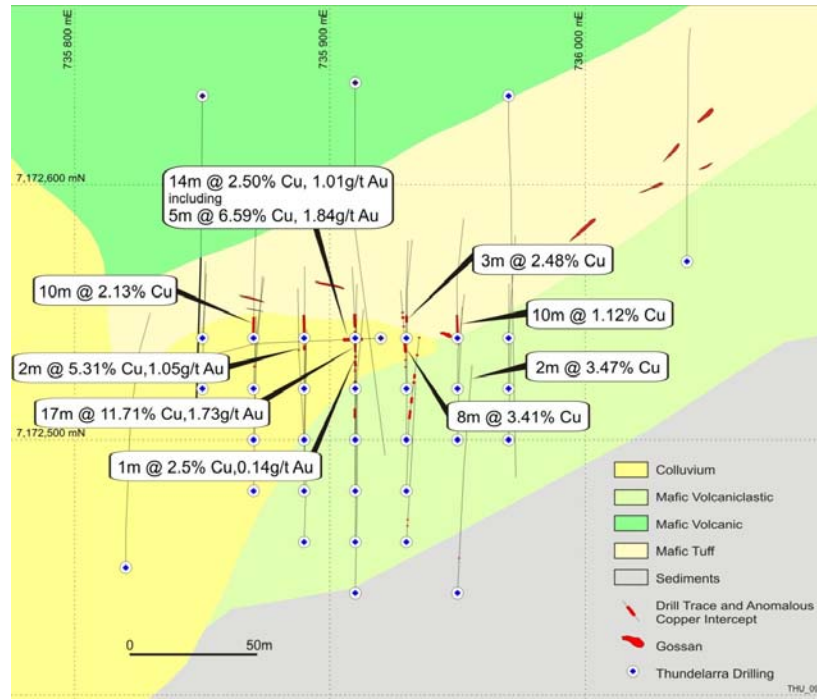 735 800 mE
735 900 mE
736 000 mE
7,172,600 mN
14m @ 2.50% Cu, 1.01g/t Au
including
5m @ 6.59% Cu, 1.84g/t Au
3m @ 2.48% Cu
10m @ 2.13% Cu
10m @ 1.12% Cu
2m @ 5.31% Cu,1.05g/t Au
2m @ 3.47% Cu
17m @ 11.71% Cu,1.73g/t Au
8m @ 3.41% Cu
7,172,500 mN
1m @ 2.5% Cu,0.14g/t Au
Colluvium
Mafic Volcaniclastic
Mafic Volcanic
Mafic Tuff
Sediments
Drill Trace and Anomalous
Copper Intercept
Gossan
Thundelarra Drilling
0
50m